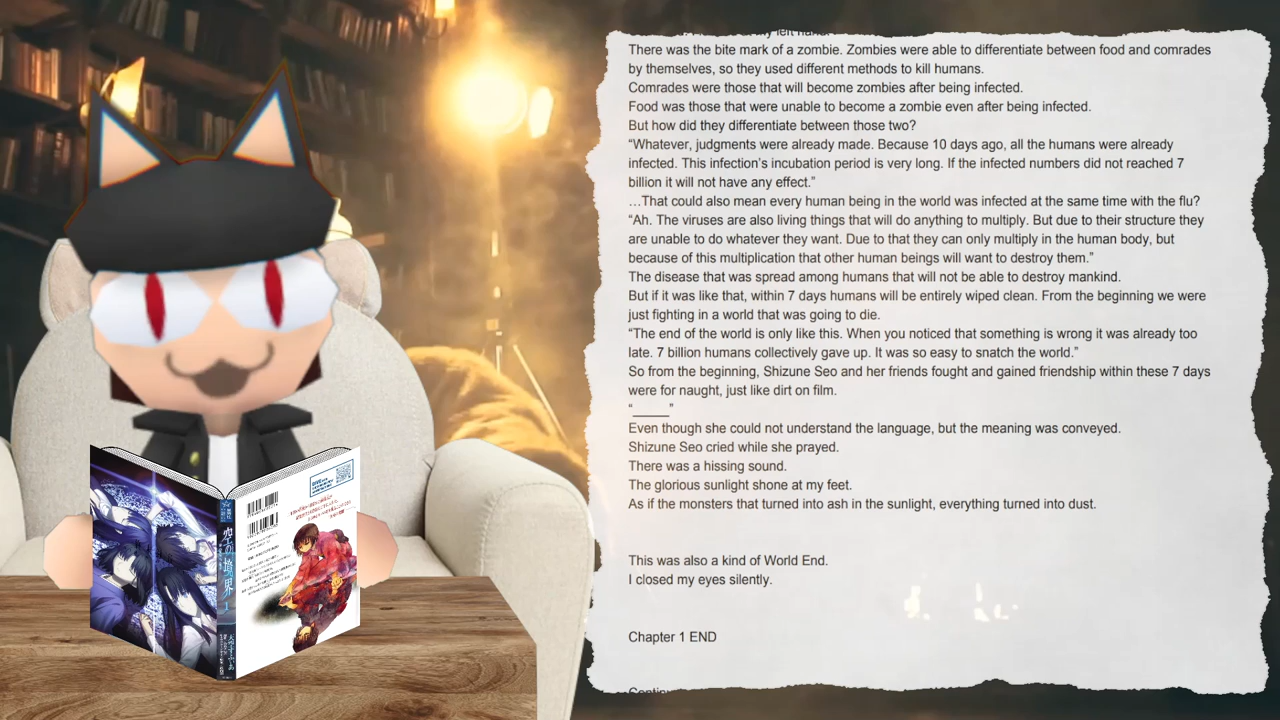 There was the bite mark of a zombie. Zombies were able to differentiate between food and comrades
by themselves, so they used different methods to kill humans.
Comrades were those that will become zombies after being infected.
Food was those that were unable to become a zombie even after being infected.
But how did they differentiate between those two?
“Whatever, judgments were already made. Because 10 days ago, all the humans were already
infected. This infection’s incubation period is very long. If the infected numbers did not reached 7
billion it will not have any effect.”
…That could also mean every human being in the world was infected at the same time with the flu?
“Ah. The viruses are also living things that will do anything to multiply. But due to their structure they
are unable to do whatever they want. Due to that they can only multiply in the human body, but
because of this multiplication that other human beings will want to destroy them.”
The disease that was spread among humans that will not be able to destroy mankind.
But if it was like that, within 7 days humans will be entirely wiped clean. From the beginning we were
just fighting in a world that was going to die.
“The end of the world is only like this. When you noticed that something is wrong it was already too
late. 7 billion humans collectively gave up. It was so easy to snatch the world.”
So from the beginning, Shizune Seo and her friends fought and gained friendship within these 7 days
were for naught, just like dirt on film.
“_____”
Even though she could not understand the language, but the meaning was conveyed.
Shizune Seo cried while she prayed.
There was a hissing sound.
The glorious sunlight shone at my feet.
As if the monsters that turned into ash in the sunlight, everything turned into dust.
This was also a kind of World End.
I closed my eyes silently.
Chapter 1 END
空の境界
1